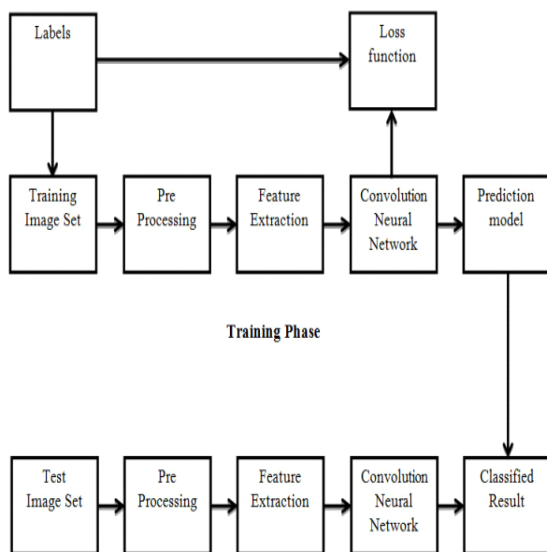 Labels
Loss
function
Training
Image Set
Pre
Processing
Feature
Extraction
Convolution
Neural
Network
Prediction
model
Training Phase
Test
Image Set
Pre
Processing
Feature
Extraction
Convolution
Neural
Network
Classified
Result